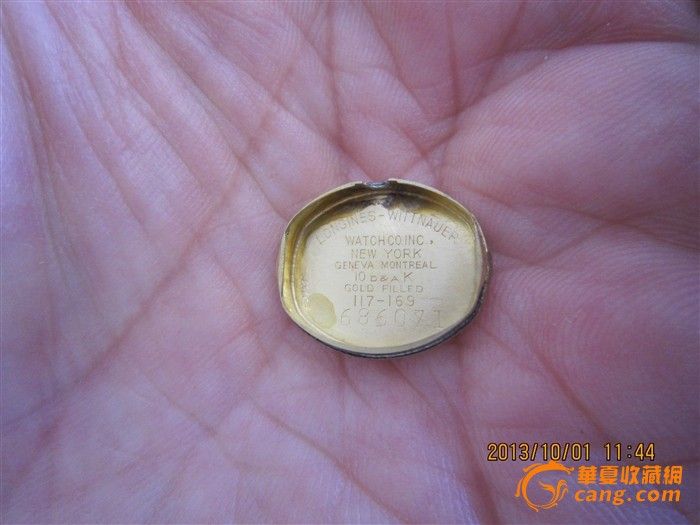 LONGINES-WITTNAUER
WATCH CO. INC.
NEW YORK
GENEVA MONTREAL
10 D&A K
GOLD FILLED
117-169
686071
2013/10/01 11:44
華夏收藏網
cang.com